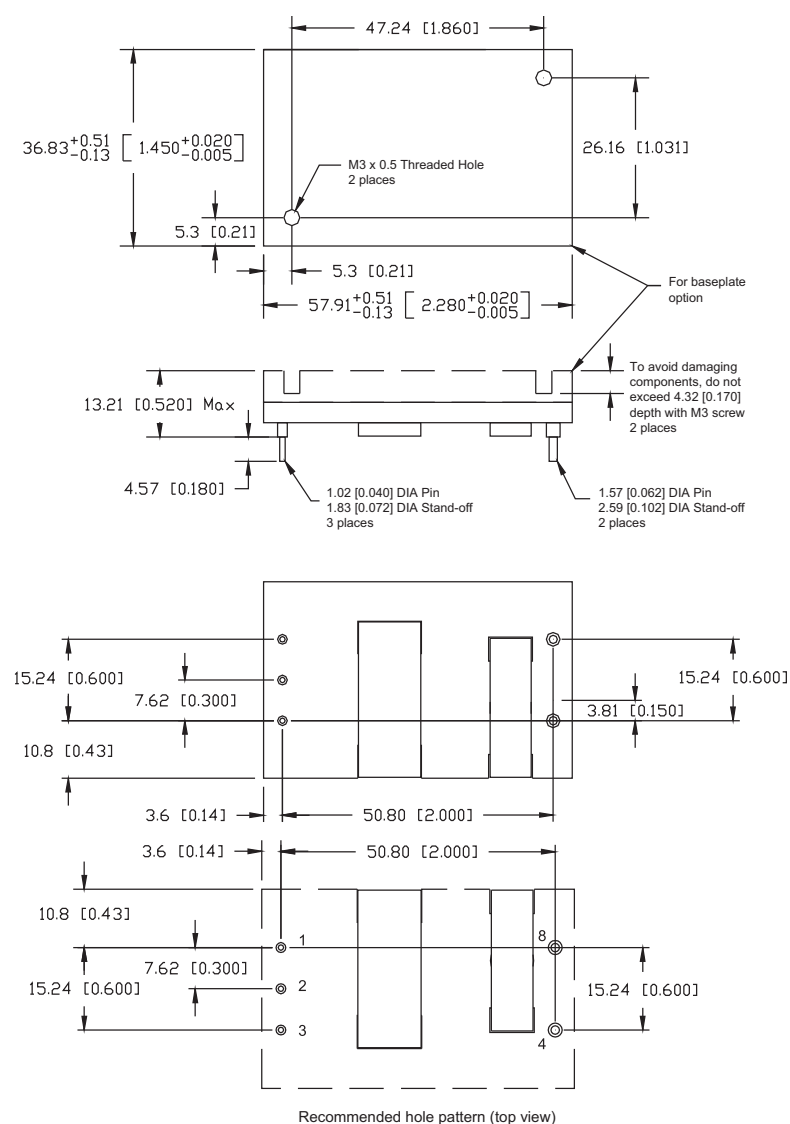 47.24 [1.860]
36.83+0.51 -0.13 [1.450+0.020 -0.005]
26.16 [1.031]
M3 x 0.5 Threaded Hole
2 places
5.3 [0.21]
5.3 [0.21]
57.91+0.51 -0.13 [2.280+0.020 -0.005]
For baseplate
option
13.21 [0.520] Max
To avoid damaging
components, do not
exceed 4.32 [0.170]
depth with M3 screw
2 places
4.57 [0.180]
1.02 [0.040] DIA Pin
1.83 [0.072] DIA Stand-off
3 places
1.57 [0.062] DIA Pin
2.59 [0.102] DIA Stand-off
2 places
15.24 [0.600]
7.62 [0.300]
15.24 [0.600]
3.81 [0.150]
10.8 [0.43]
3.6 [0.14]
50.80 [2.000]
3.6 [0.14]
50.80 [2.000]
10.8 [0.43]
1
8
7.62 [0.300]
15.24 [0.600]
2
15.24 [0.600]
3
4
Recommended hole pattern (top view)